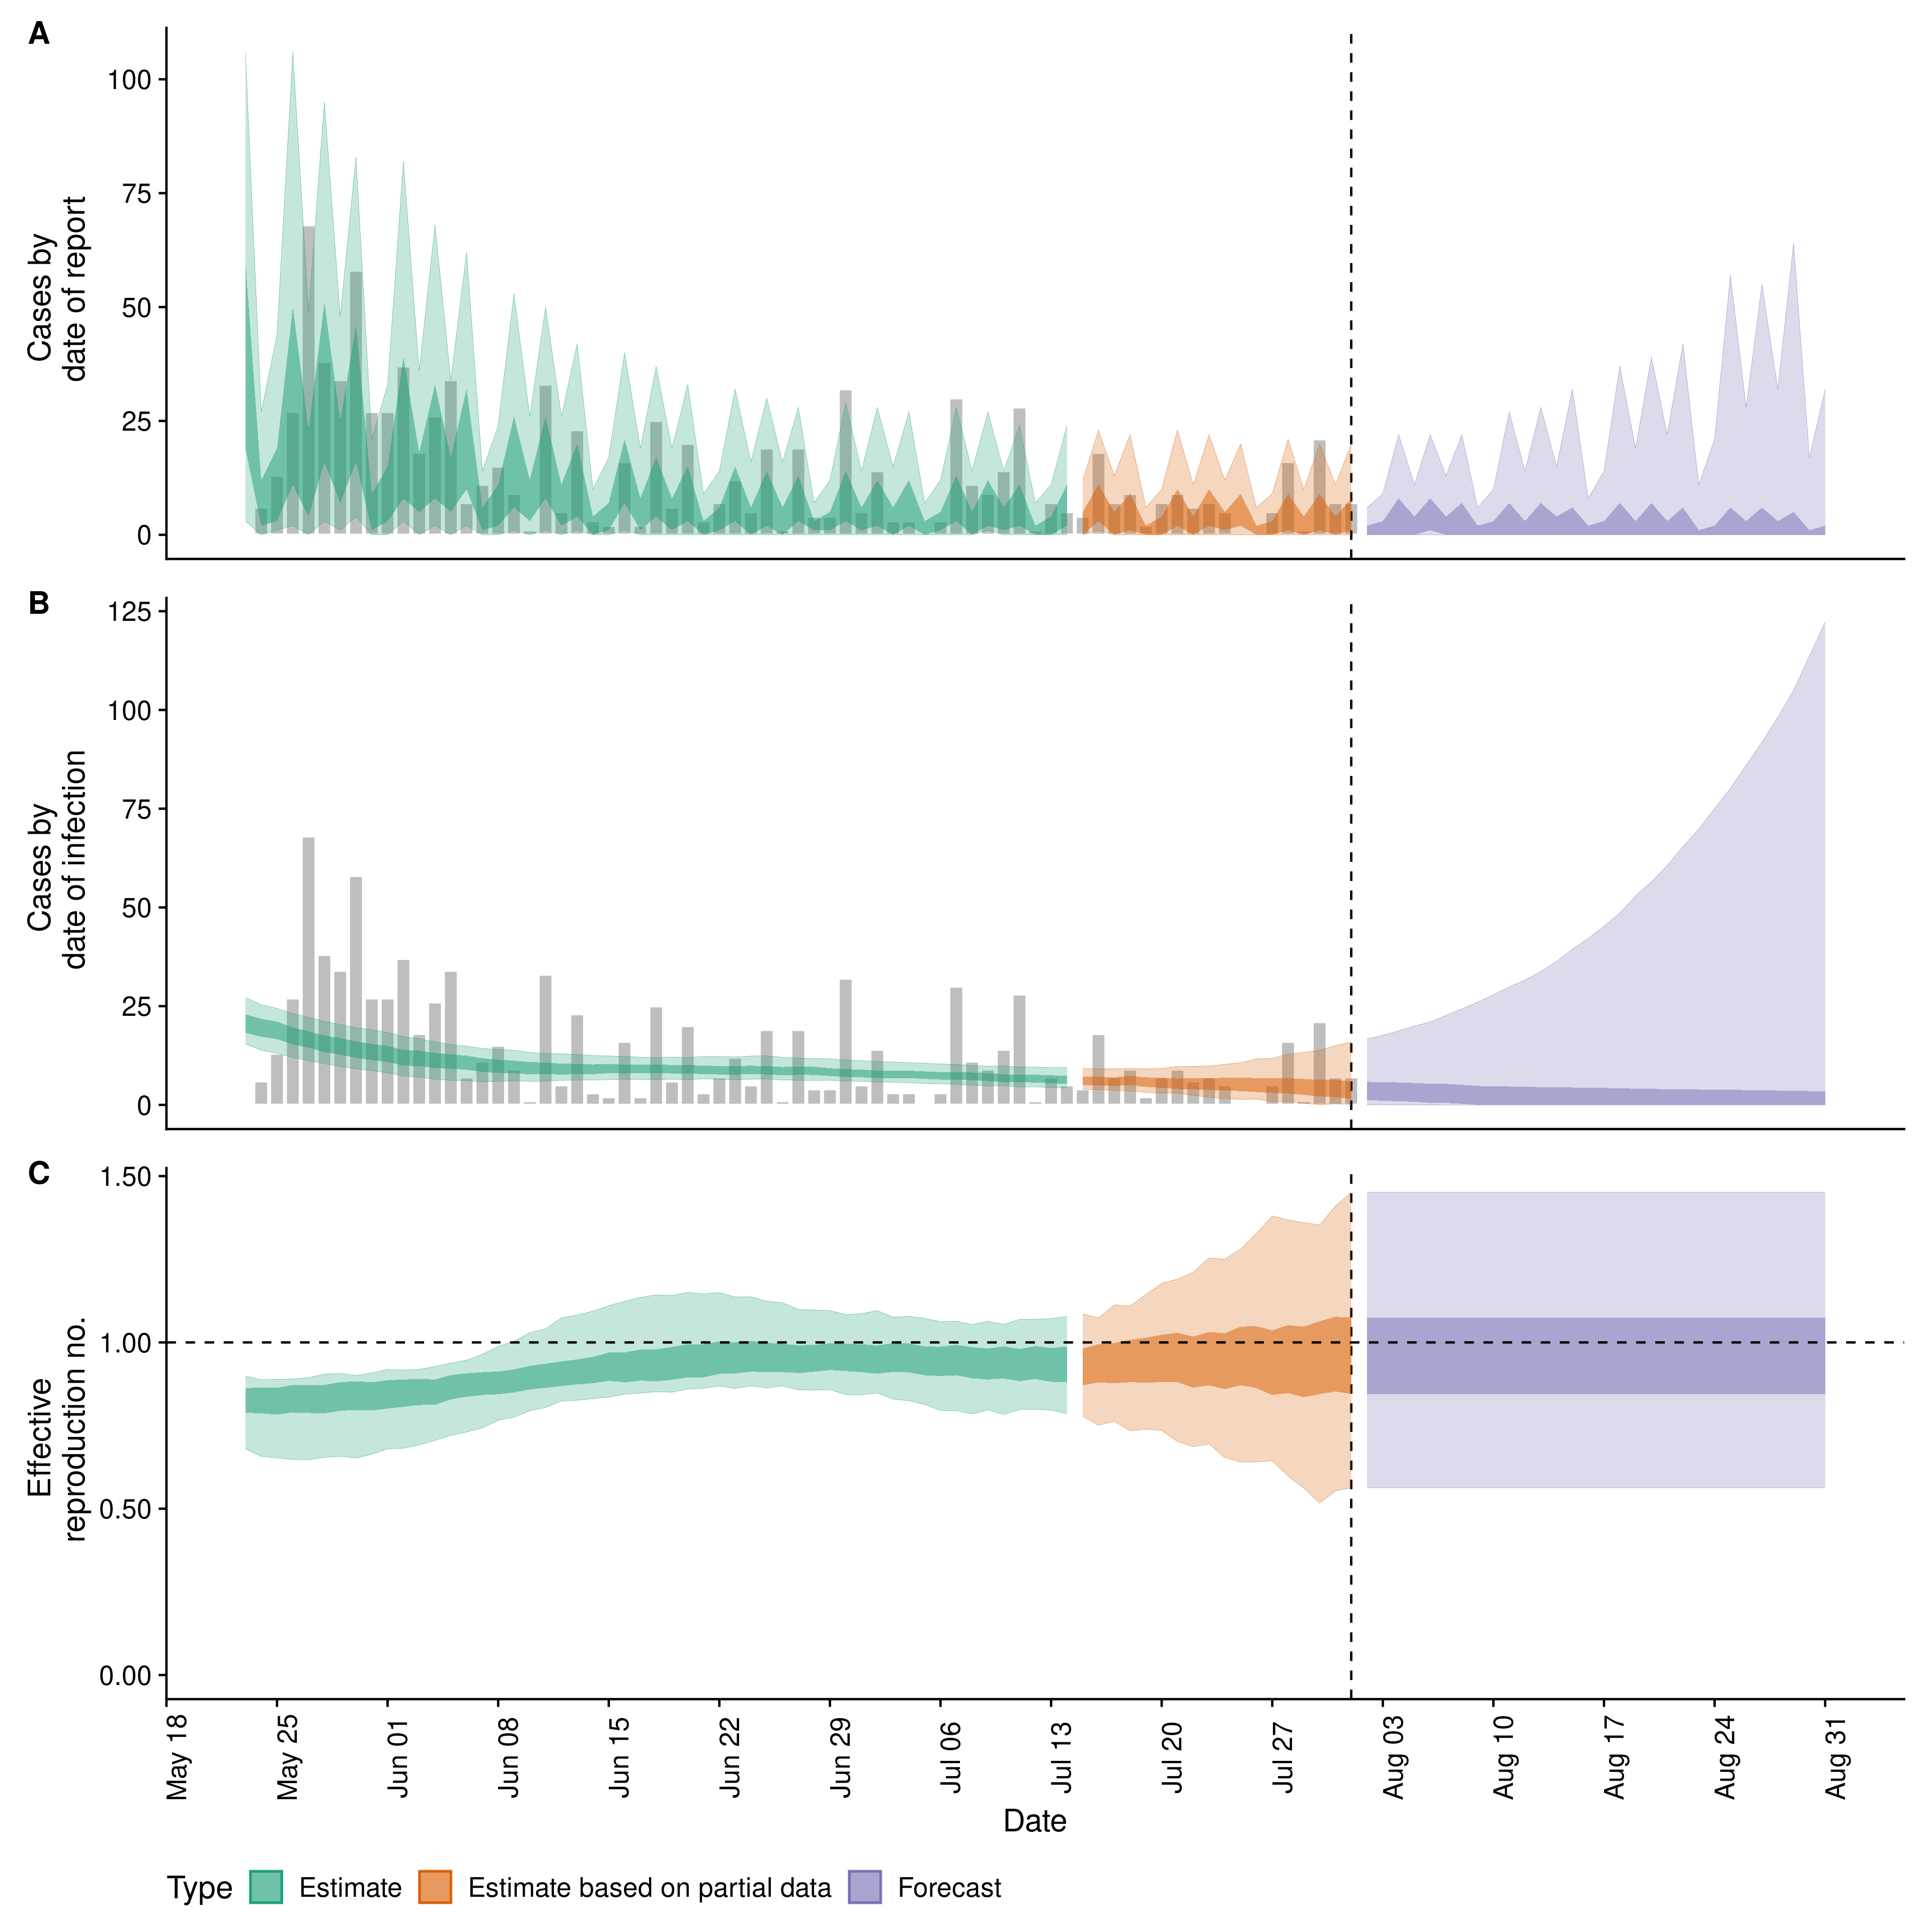 A
100
75
50
25
0
Cases by
date of report
B
125
100
75
50
25
0
Cases by
date of infection
C
1.50
1.00
0.50
0.00
Effective
reproduction no.
May 18
May 25
Jun 01
Jun 08
Jun 15
Jun 22
Jun 29
Jul 06
Jul 13
Jul 20
Jul 27
Aug 03
Aug 10
Aug 17
Aug 24
Aug 31
Date
Type Estimate Estimate based on partial data Forecast